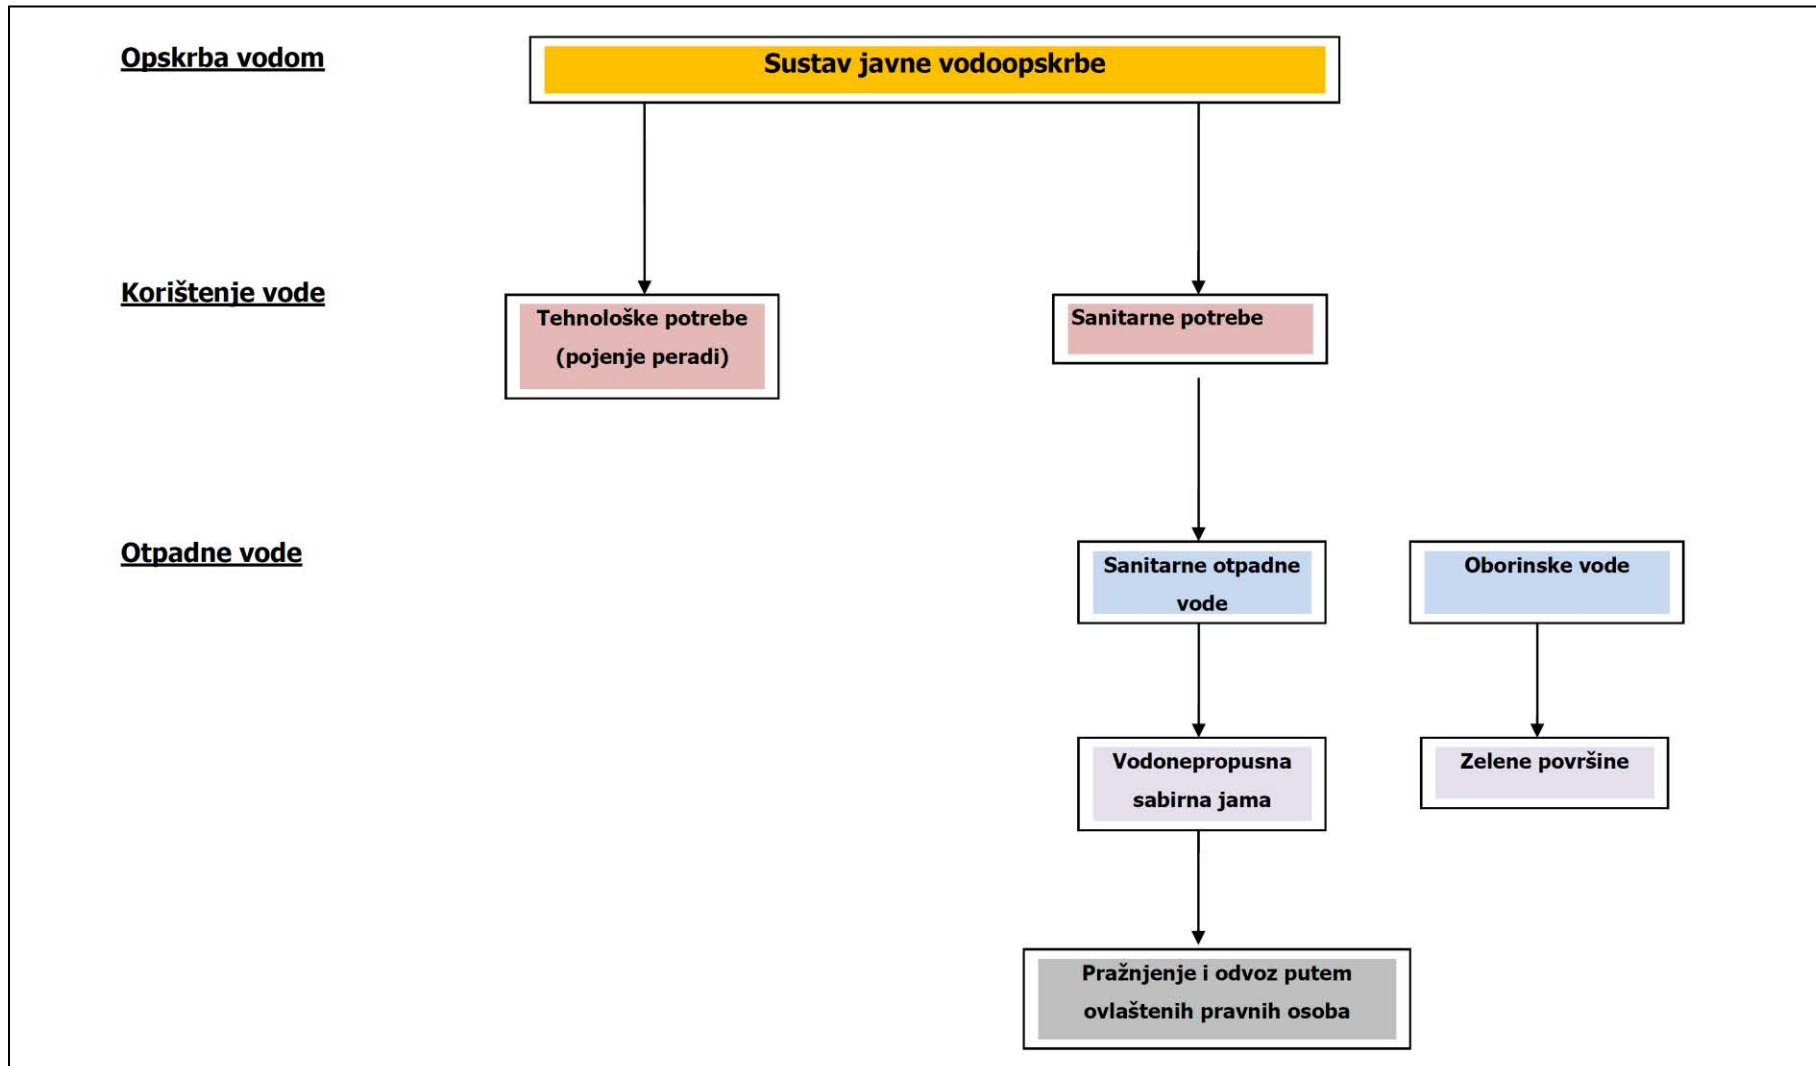 Opskrba vodom
Sustav javne vodoopskrbe
Korištenje vode
Tehnološke potrebe
(pojenje peradi)
Sanitarne potrebe
Otpadne vode
Sanitarne otpadne
vode
Oborinske vode
Vodonepropusna
sabirna jama
Zelene površine
Pražnjenje i odvoz putem
ovlaštenih pravnih osoba